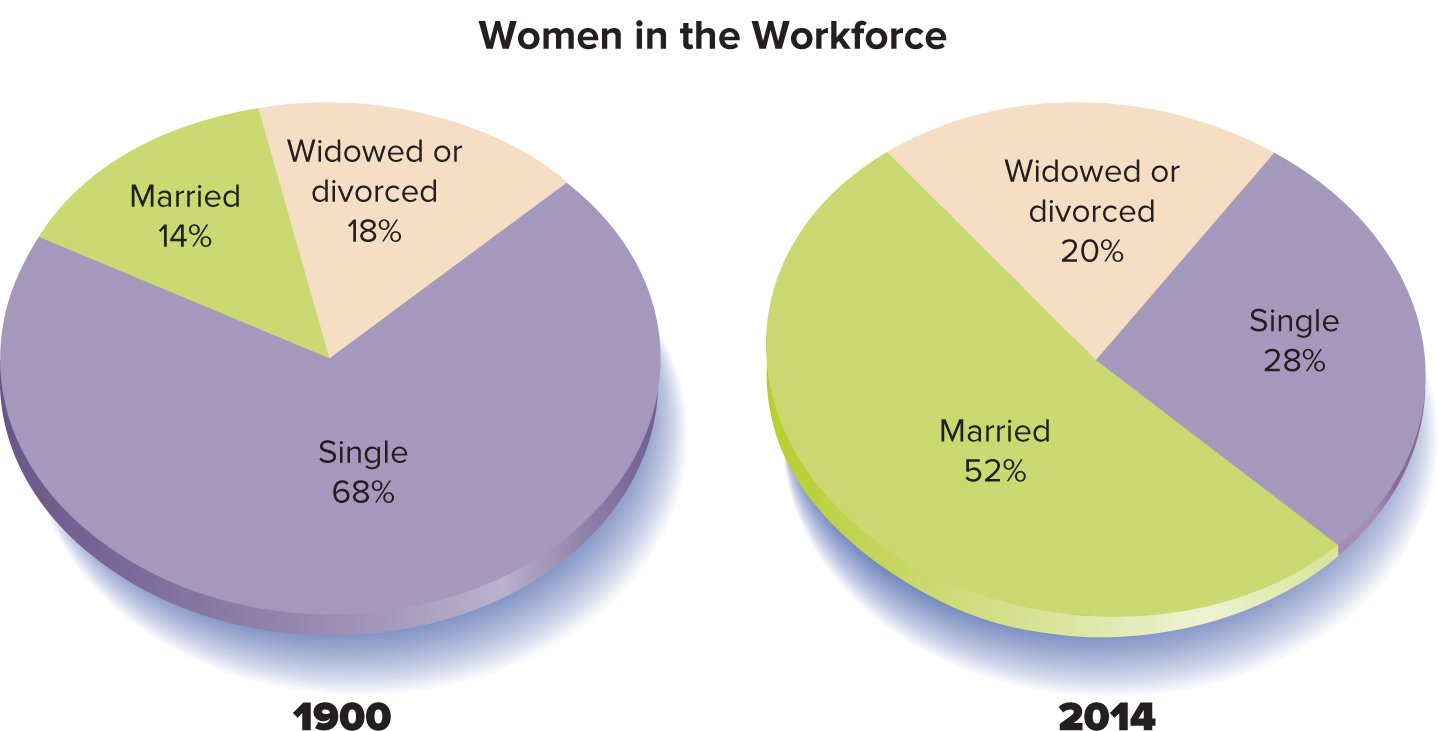 Women in the Workforce
Married
14%
Widowed or
divorced
18%
Single
68%
1900
Widowed or
divorced
20%
Single
28%
Married
52%
2014